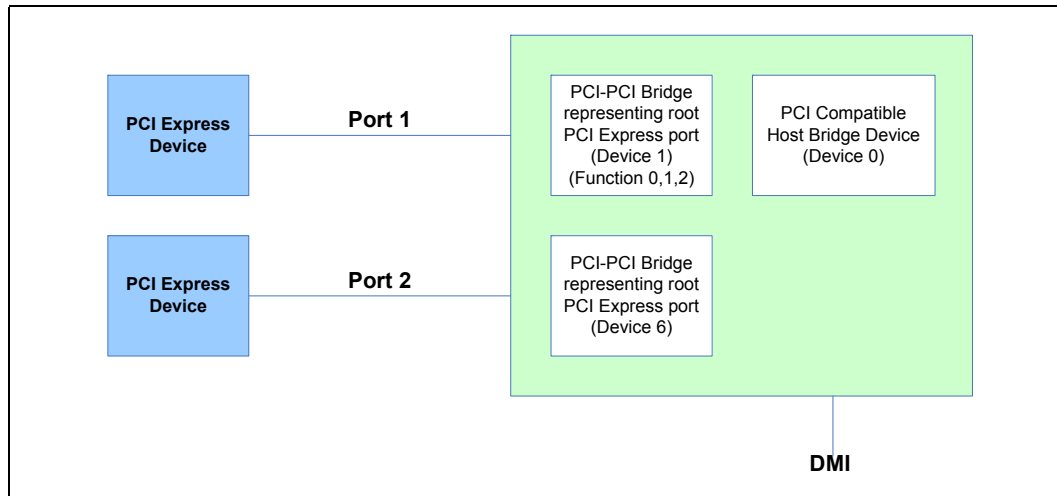 PCI Express
Device
Port 1
PCI-PCI Bridge
representing root
PCI Express port
(Device 1)
(Function 0,1,2)
PCI Compatible
Host Bridge Device
(Device 0)
PCI Express
Device
Port 2
PCI-PCI Bridge
representing root
PCI Express port
(Device 6)
DMI